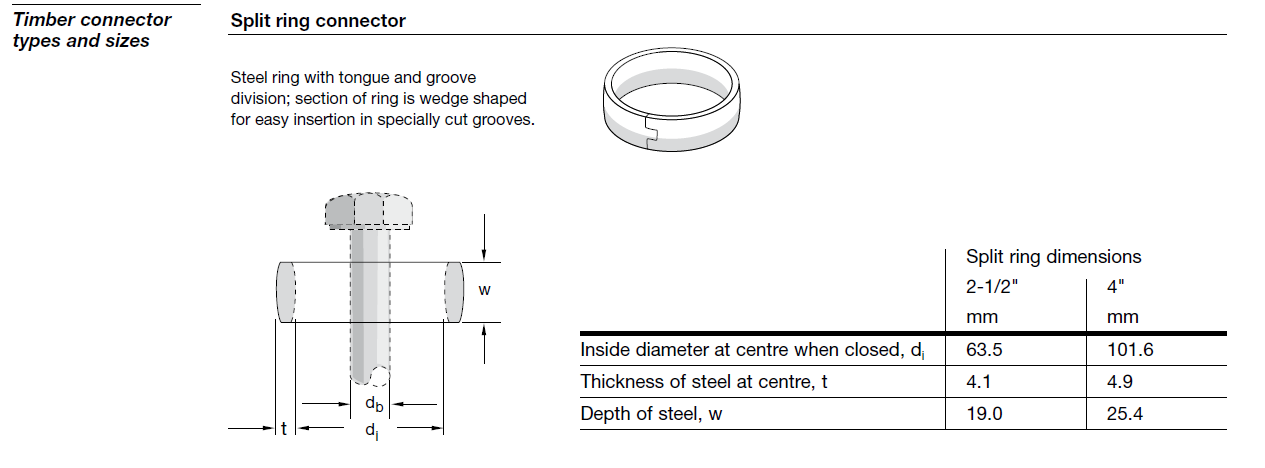 Timber connector
types and sizes
Split ring connector
Steel ring with tongue and groove
division; section of ring is wedge shaped
for easy insertion in specially cut grooves.
w
db
t
di
Split ring dimensions
2-1/2" 4"
mm mm
Inside diameter at centre when closed, di 63.5 101.6
Thickness of steel at centre, t 4.1 4.9
Depth of steel, w 19.0 25.4